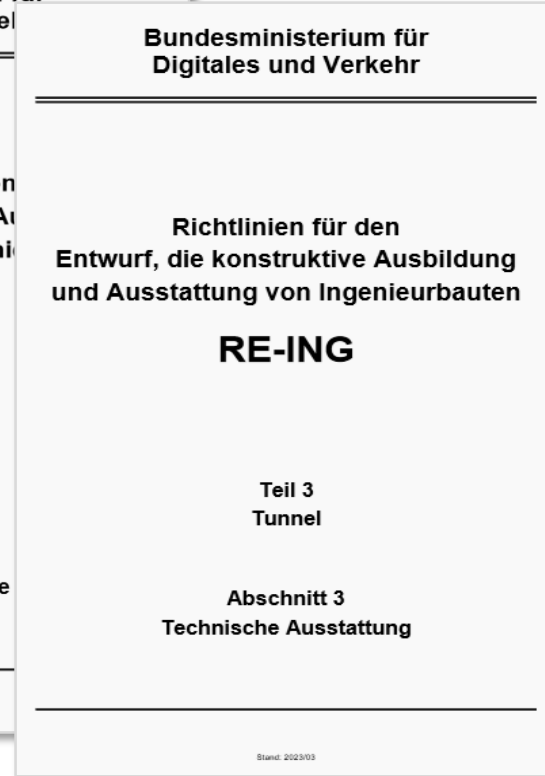 Bundesministerium für
Digitales und Verkehr
Richtlinien für den
Entwurf, die konstruktive Ausbildung
und Ausstattung von Ingenieurbauten
RE-ING
Teil 3
Tunnel
Abschnitt 3
Technische Ausstattung
Stand: 2023/03